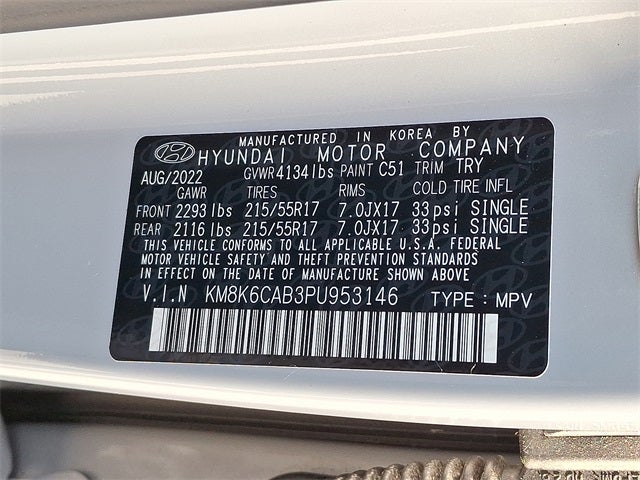 MANUFACTURED IN KOREA BY
HYUNDAI MOTOR COMPANY
AUG/2022 GVWR 4134 lbs PAINT C51 TRIM TRY
GAWR TIRES RIMS COLD TIRE INFL
FRONT 2293 lbs 215/55R17 7.0JX17 33 psi SINGLE
REAR 2116 lbs 215/55R17 7.0JX17 33 psi SINGLE
THIS VEHICLE CONFORMS TO ALL APPLICABLE U.S.A. FEDERAL
MOTOR VEHICLE SAFETY AND THEFT PREVENTION STANDARDS
IN EFFECT ON THE DATE OF MANUFACTURE SHOWN ABOVE
V.I.N KM8K6CAB3PU953146 TYPE : MPV